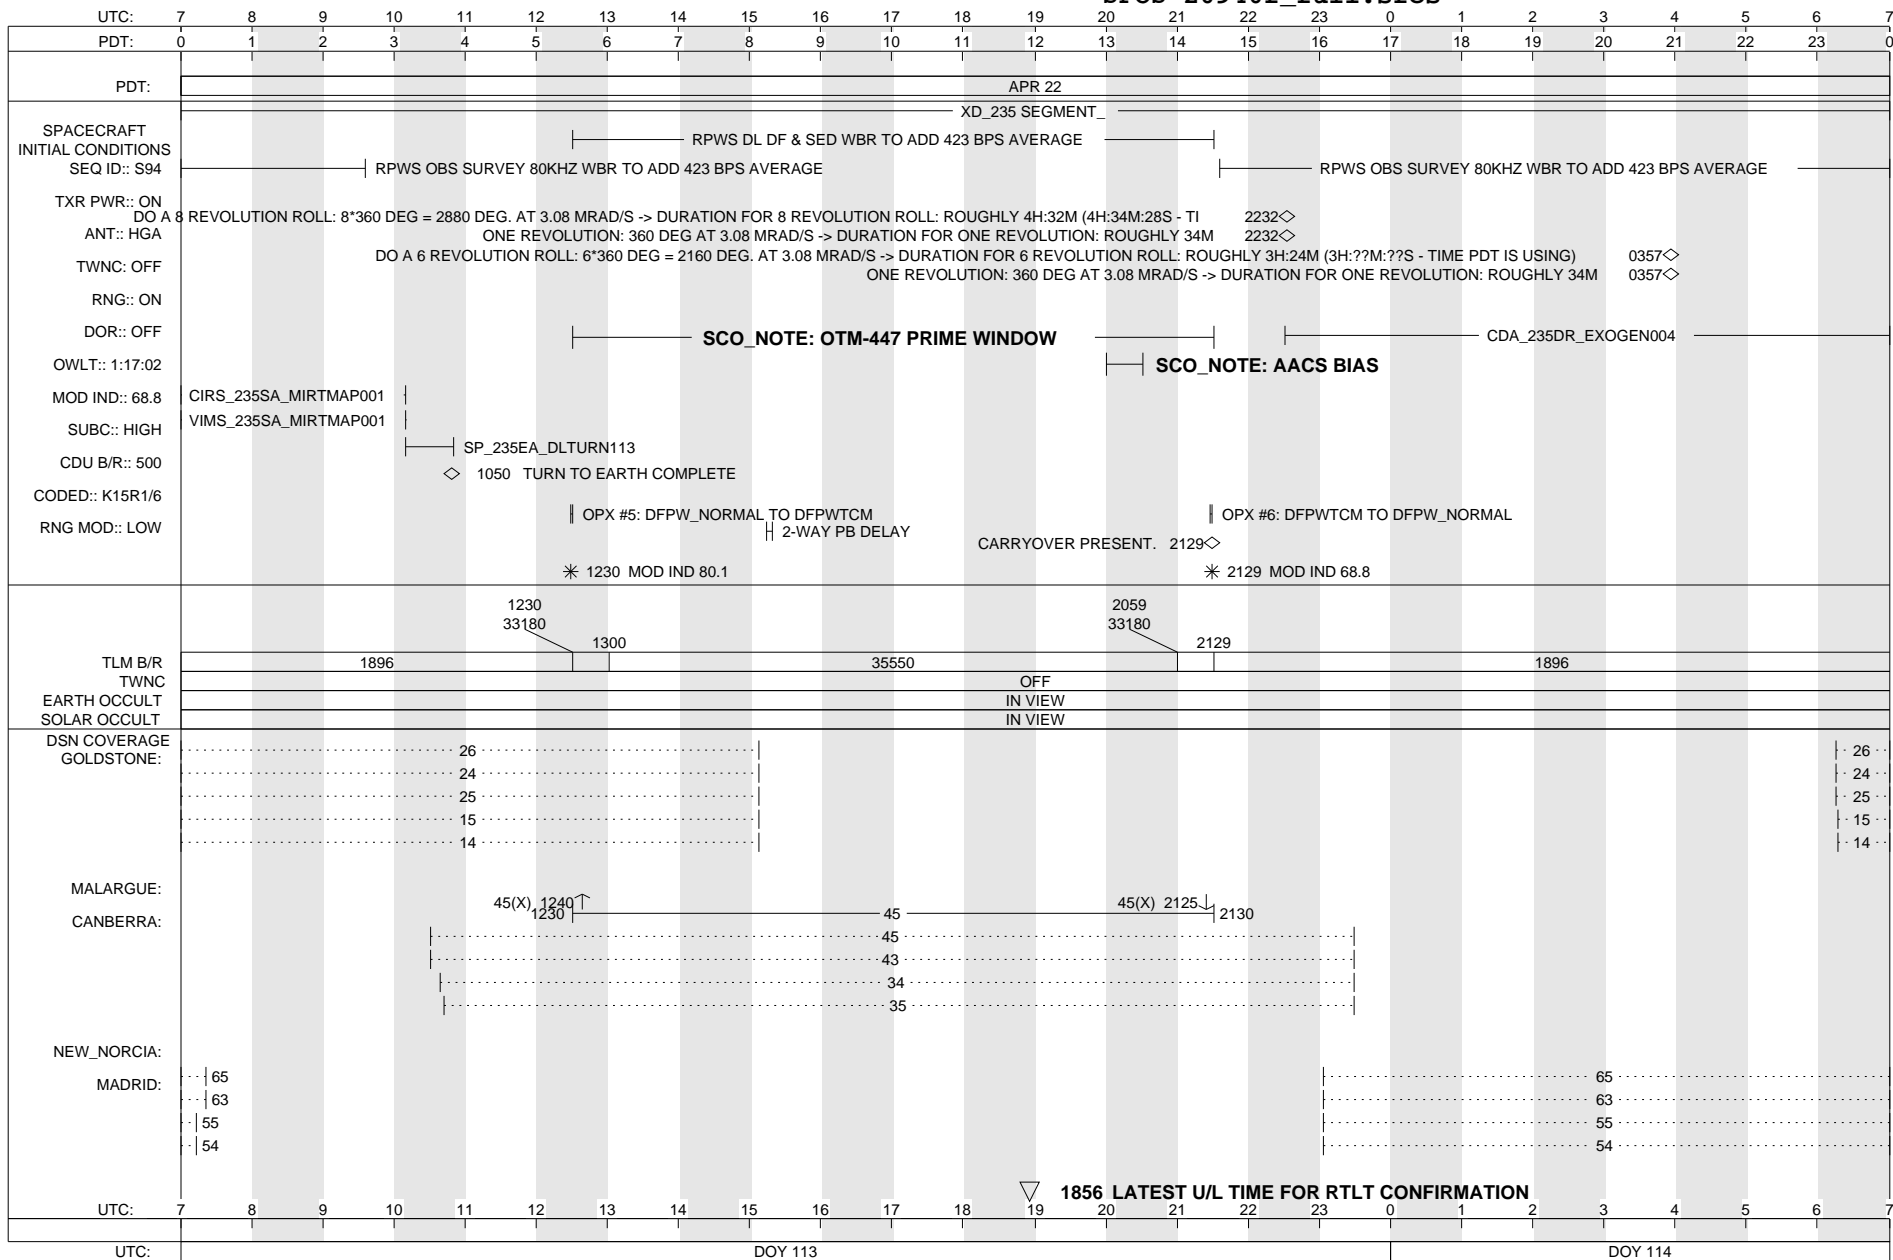 UTC: 7 8 9 10 11 12 13 14 15 16 17 18 19 20 21 22 23 0 1 2 3 4 5 6 7
PDT: 0 1 2 3 4 5 6 7 8 9 10 11 12 13 14 15 16 17 18 19 20 21 22 23 0
PDT: APR 22
XD_235 SEGMENT_
SPACECRAFT
INITIAL CONDITIONS
RPWS DL DF & SED WBR TO ADD 423 BPS AVERAGE
SEQ ID:: S94
RPWS OBS SURVEY 80KHZ WBR TO ADD 423 BPS AVERAGE
RPWS OBS SURVEY 80KHZ WBR TO ADD 423 BPS AVERAGE
TXR PWR:: ON
DO A 8 REVOLUTION ROLL: 8*360 DEG = 2880 DEG. AT 3.08 MRAD/S -> DURATION FOR 8 REVOLUTION ROLL: ROUGHLY 4H:32M (4H:34M:28S - TI 2232
ANT:: HGA
ONE REVOLUTION: 360 DEG AT 3.08 MRAD/S -> DURATION FOR ONE REVOLUTION: ROUGHLY 34M 2232
DO A 6 REVOLUTION ROLL: 6*360 DEG = 2160 DEG. AT 3.08 MRAD/S -> DURATION FOR 6 REVOLUTION ROLL: ROUGHLY 3H:24M (3H:??M:??S - TIME PDT IS USING) 0357
TWNC: OFF
ONE REVOLUTION: 360 DEG AT 3.08 MRAD/S -> DURATION FOR ONE REVOLUTION: ROUGHLY 34M 0357
RNG:: ON
DOR:: OFF
SCO_NOTE: OTM-447 PRIME WINDOW
CDA_235DR_EXOGEN004
OWLT:: 1:17:02
SCO_NOTE: AACS BIAS
MOD IND:: 68.8
CIRS_235SA_MIRTMAP001
VIMS_235SA_MIRTMAP001
SUBC:: HIGH
SP_235EA_DLTURN113
CDU B/R:: 500
1050 TURN TO EARTH COMPLETE
CODED:: K15R1/6
OPX #5: DFPW_NORMAL TO DFPWTCM
OPX #6: DFPWTCM TO DFPW_NORMAL
RNG MOD:: LOW
2-WAY PB DELAY
CARRYOVER PRESENT. 2129
1230 MOD IND 80.1
2129 MOD IND 68.8
1230 2059
33180 33180
1300 2129
TLM B/R 1896 35550 1896
TWNC OFF
EARTH OCCULT IN VIEW
SOLAR OCCULT IN VIEW
DSN COVERAGE
GOLDSTONE:
26 26
24 24
25 25
15 15
14 14
MALARGUE:
45(X) 1240 45(X) 2125
CANBERRA:
1230 45 2130
45
43
34
35
NEW_NORCIA:
MADRID:
65 65
63 63
55 55
54 54
1856 LATEST U/L TIME FOR RTLT CONFIRMATION
UTC: 7 8 9 10 11 12 13 14 15 16 17 18 19 20 21 22 23 0 1 2 3 4 5 6 7
UTC: DOY 113 DOY 114